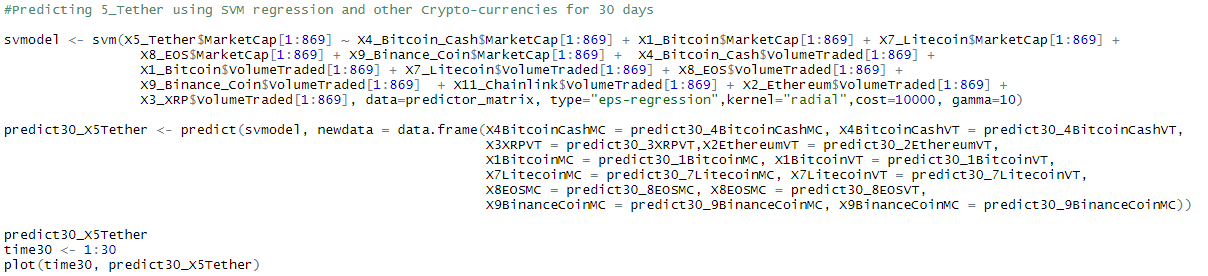 #Predicting 5_Tether using SVM regression and other Crypto-currencies for 30 days
svmodel <- svm(X5_Tether$MarketCap[1:869] ~ X4_Bitcoin_Cash$MarketCap[1:869] + X1_Bitcoin$MarketCap[1:869] + X7_Litecoin$MarketCap[1:869] +
X8_EOS$MarketCap[1:869] + X9_Binance_Coin$MarketCap[1:869] + X4_Bitcoin_Cash$VolumeTraded[1:869] +
X1_Bitcoin$VolumeTraded[1:869] + X7_Litecoin$VolumeTraded[1:869] + X8_EOS$VolumeTraded[1:869] +
X9_Binance_Coin$VolumeTraded[1:869] + X11_Chainlink$VolumeTraded[1:869] + X2_Ethereum$VolumeTraded[1:869] +
X3_XRP$VolumeTraded[1:869], data=predictor_matrix, type="eps-regression",kernel="radial",cost=10000, gamma=10)
predict30_X5Tether <- predict(svmodel, newdata = data.frame(X4BitcoinCashMC = predict30_4BitcoinCashMC, X4BitcoinCashVT = predict30_4BitcoinCashVT,
X3XRPVT = predict30_3XRPVT,X2EthereumVT = predict30_2EthereumVT,
X1BitcoinMC = predict30_1BitcoinMC, X1BitcoinVT = predict30_1BitcoinVT,
X7LitecoinMC = predict30_7LitecoinMC, X7LitecoinVT = predict30_7LitecoinVT,
X8EOSMC = predict30_8EOSMC, X8EOSMC = predict30_8EOSVT,
X9BinanceCoinMC = predict30_9BinanceCoinMC, X9BinanceCoinMC = predict30_9BinanceCoinMC))
predict30_X5Tether
time30 <- 1:30
plot(time30, predict30_X5Tether)